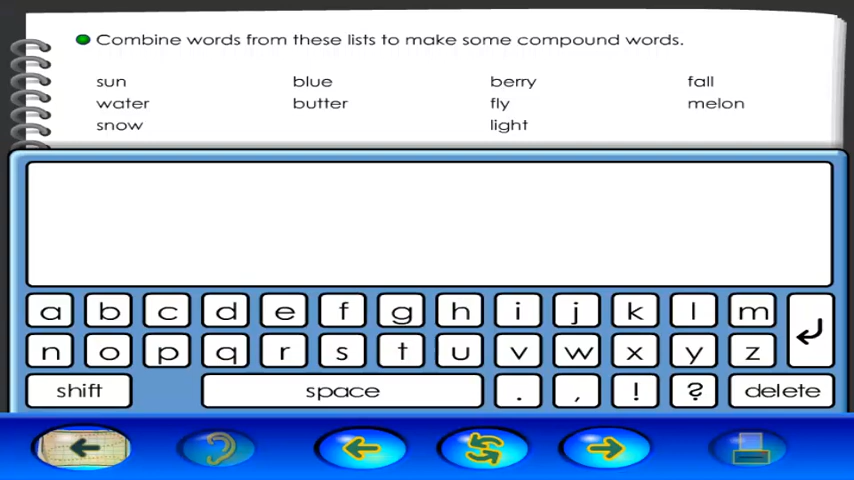 Combine words from these lists to make some compound words.
sun blue berry fall
water butter fly melon
snow light
a b c d e f g h i j k l m
n o p q r s t u v w x y z
shift space . , ! ? delete